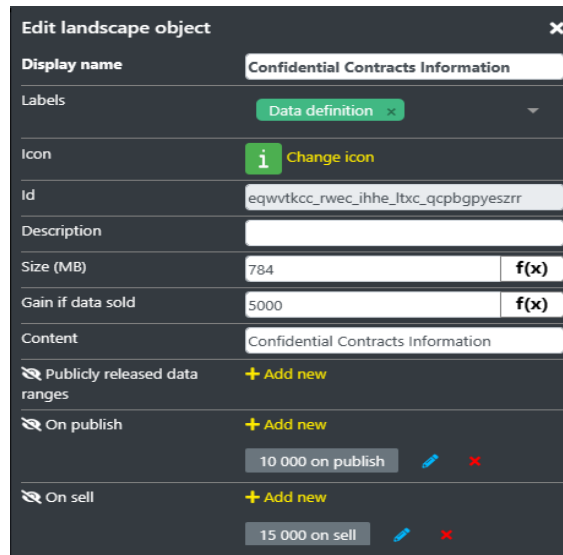 Edit landscape object
Display name
Confidential Contracts Information
Labels
Data definition ×
Icon
i Change icon
Id
eqwvtkcc_rwec_ihhe_ltxc_qcpbgpyeszrr
Description
Size (MB)
784 f(x)
Gain if data sold
5000 f(x)
Content
Confidential Contracts Information
Publicly released data
ranges
+ Add new
On publish
+ Add new
10 000 on publish
On sell
+ Add new
15 000 on sell